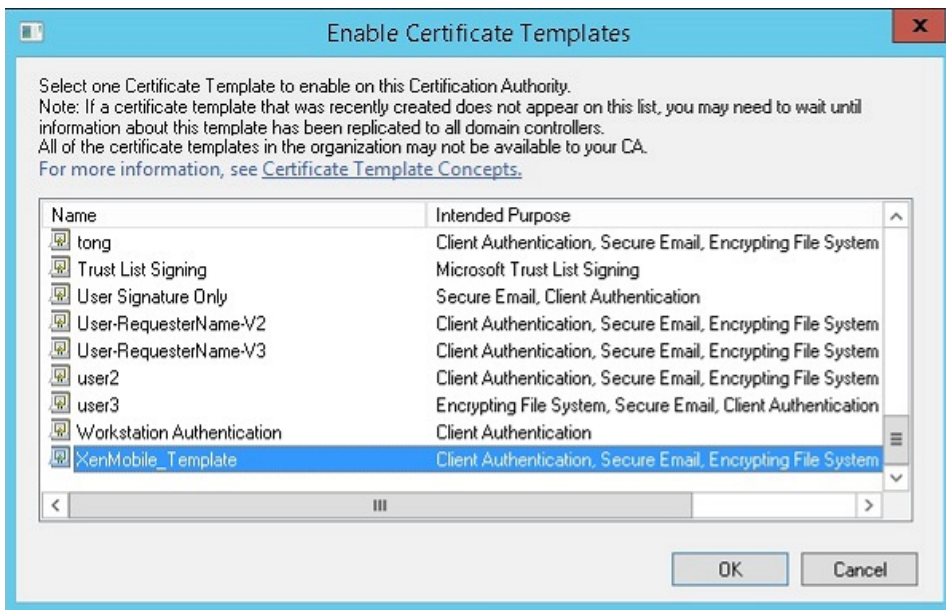 Enable Certificate Templates
x
Select one Certificate Template to enable on this Certification Authority.
Note: If a certificate template that was recently created does not appear on this list, you may need to wait until
information about this template has been replicated to all domain controllers.
All of the certificate templates in the organization may not be available to your CA.
For more information, see Certificate Template Concepts.
Name Intended Purpose
tong Client Authentication, Secure Email, Encrypting File System
Trust List Signing Microsoft Trust List Signing
User Signature Only Secure Email, Client Authentication
User-RequesterName-V2 Client Authentication, Secure Email, Encrypting File System
User-RequesterName-V3 Client Authentication, Secure Email, Encrypting File System
user2 Client Authentication, Secure Email, Encrypting File System
user3 Encrypting File System, Secure Email, Client Authentication
Workstation Authentication Client Authentication
XenMobile_Template Client Authentication, Secure Email, Encrypting File System
OK Cancel